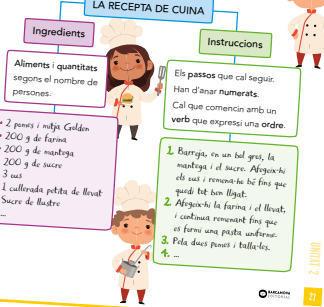 LA RECEPTA DE CUINA
Ingredients
Aliments i quantitats
segons el nombre de
persones.
2 pomes i mitja Golden
200 g de farina
200 g de mantega
200 g de sucre
3 ous
1 cullerada petita de llevat
Sucre de llustre
...
Instruccions
Els passos que cal seguir.
Han d'anar numerats.
Cal que comencin amb un
verb que expressi una ordre.
1. Barreja, en un bol gros, la
mantega i el sucre. Afegeix-hi
els ous i remena-ho bé fins que
quedi tot ben lligat.
2. Afegeix-hi la farina i el llevat,
i continua remenant fins que
es formi una pasta uniforme.
3. Pela dues pomes i talla-les.
4. ...
UNITAT 2
BARCANOVA
EDITORIAL
21